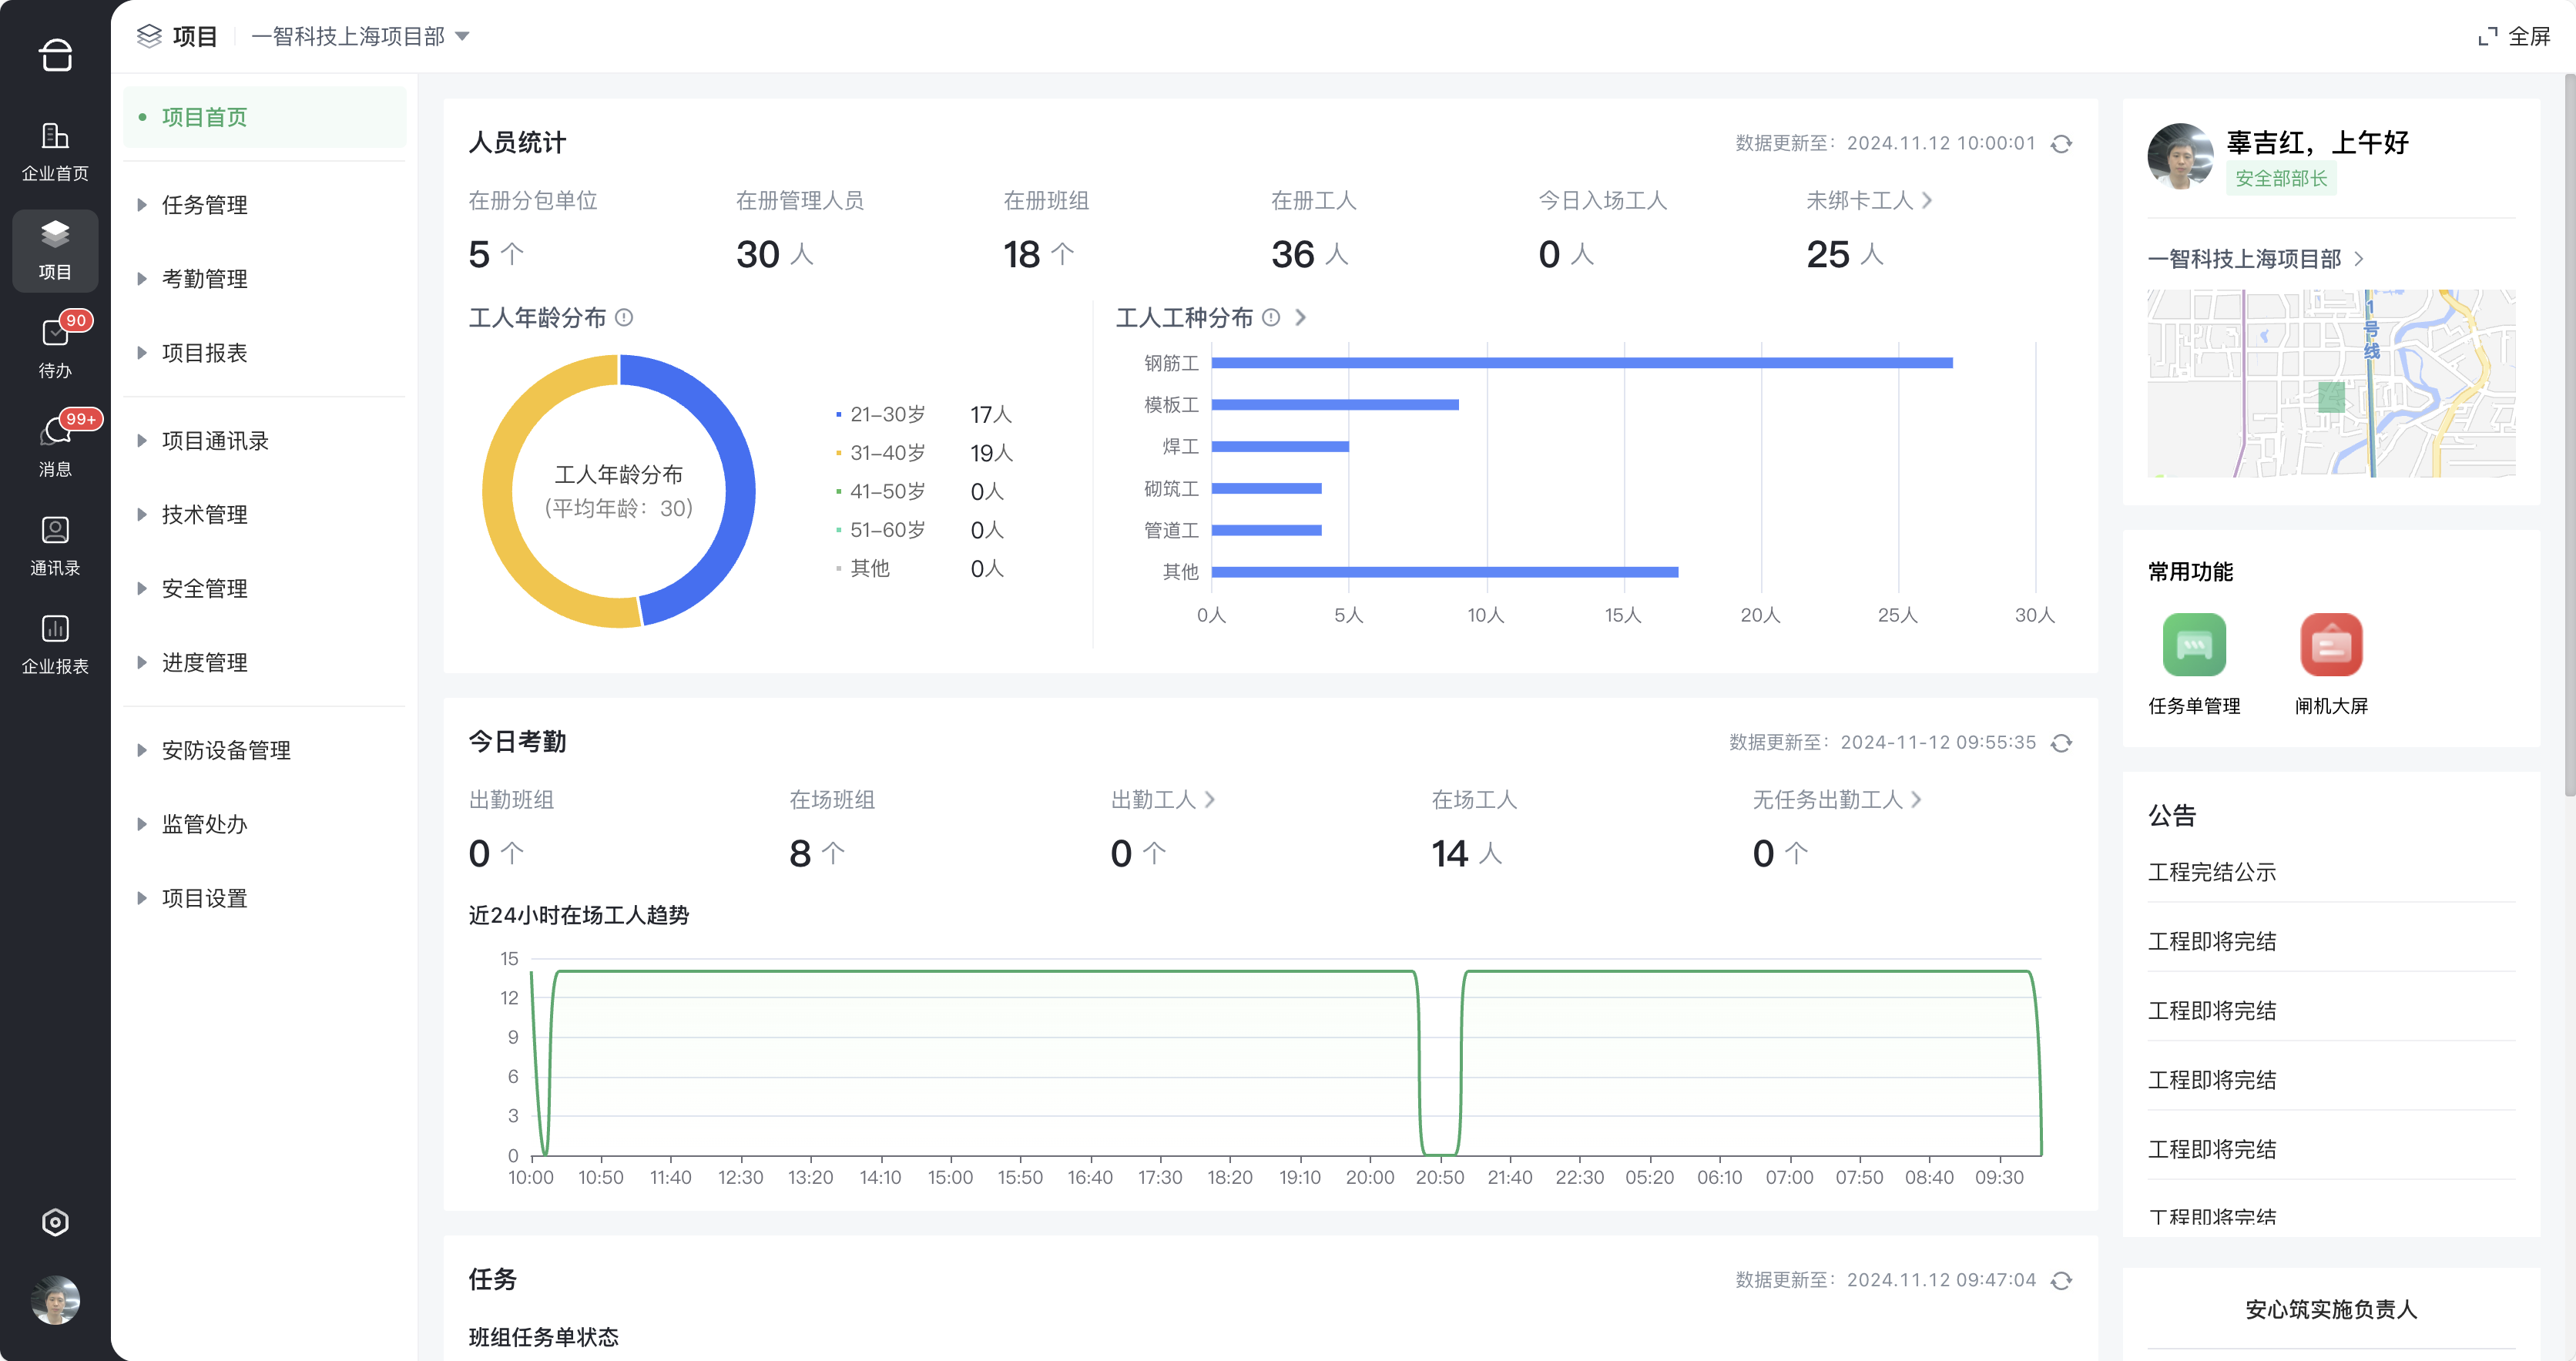 项目
一智科技上海项目部
全屏
企业首页
项目
90
待办
99+
消息
通讯录
企业报表
项目首页
任务管理
考勤管理
项目报表
项目通讯录
技术管理
安全管理
进度管理
安防设备管理
监管处办
项目设置
人员统计
数据更新至：2024.11.12 10:00:01
在册分包单位
在册管理人员
在册班组
在册工人
今日入场工人
未绑卡工人
5 个
30 人
18 个
36 人
0 人
25 人
工人年龄分布
工人年龄分布
(平均年龄：30)
21–30岁 17人
31–40岁 19人
41–50岁 0人
51–60岁 0人
其他 0人
工人工种分布
钢筋工
模板工
焊工
砌筑工
管道工
其他
0人 5人 10人 15人 20人 25人 30人
今日考勤
数据更新至：2024-11-12 09:55:35
出勤班组
在场班组
出勤工人
在场工人
无任务出勤工人
0 个
8 个
0 个
14 人
0 个
近24小时在场工人趋势
15
12
9
6
3
0
10:00 10:50 11:40 12:30 13:20 14:10 15:00 15:50 16:40 17:30 18:20 19:10 20:00 20:50 21:40 22:30 05:20 06:10 07:00 07:50 08:40 09:30
任务
数据更新至：2024.11.12 09:47:04
班组任务单状态
辜吉红，上午好
安全部部长
一智科技上海项目部
1号线
常用功能
任务单管理
闸机大屏
公告
工程完结公示
工程即将完结
工程即将完结
工程即将完结
工程即将完结
工程即将完结
安心筑实施负责人